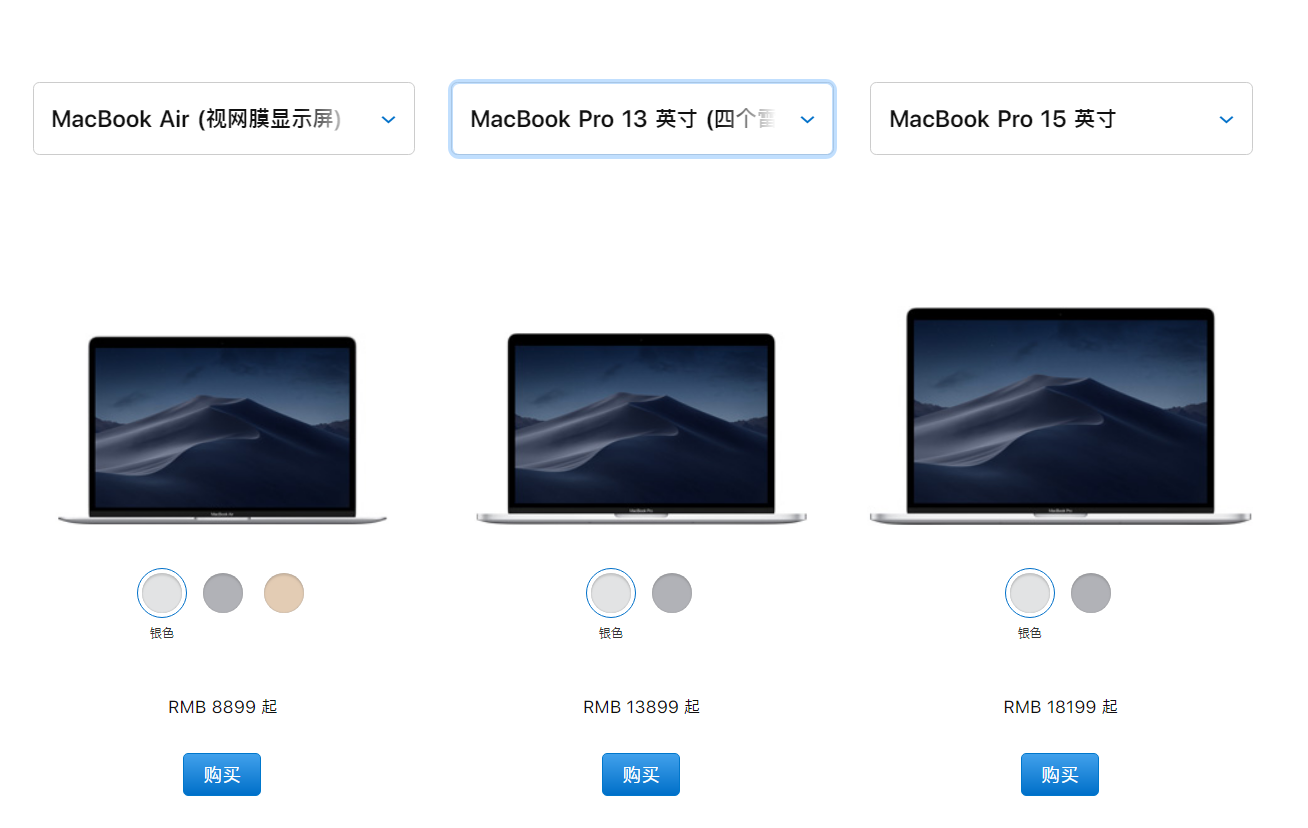 MacBook Air (视网膜显示屏)
MacBook Pro 13 英寸 (四个雷
MacBook Pro 15 英寸
银色
银色
银色
RMB 8899 起
RMB 13899 起
RMB 18199 起
购买
购买
购买